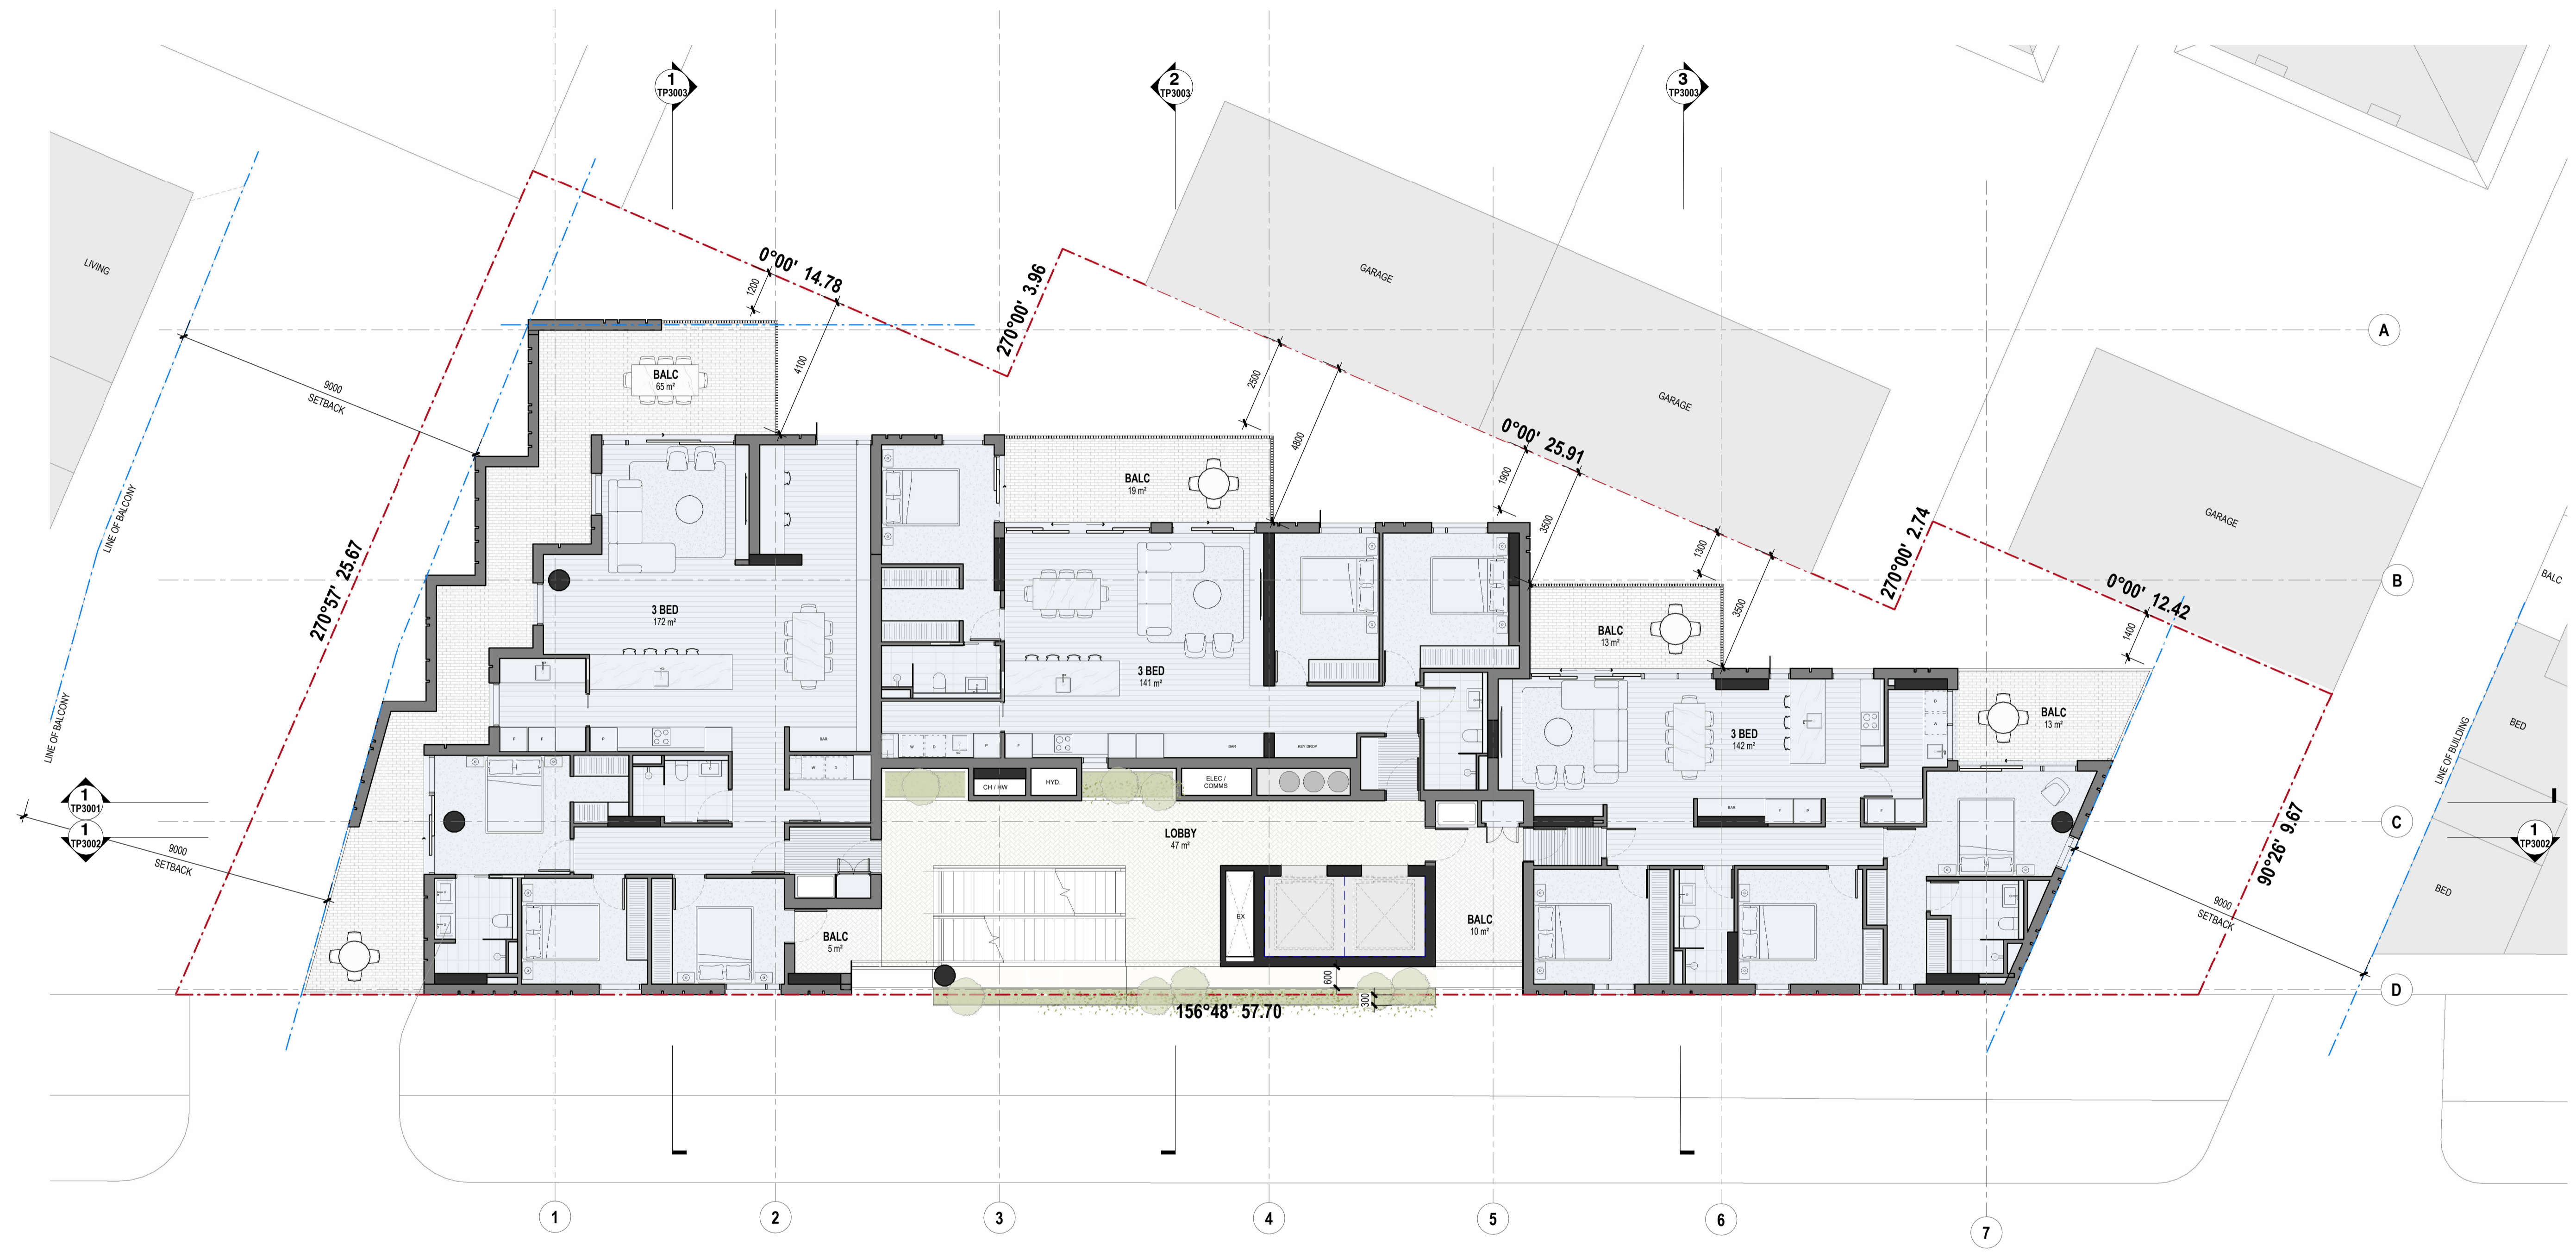 1
TP3003
2
TP3003
3
TP3003
LIVING
0°00' 14.78
1200
270°00' 3.96
GARAGE
A
4100
9000
SETBACK
BALC
65 m²
2500
GARAGE
4800
0°00' 25.91
1900
BALC
19 m²
3500
GARAGE
LINE OF BALCONY
270°57' 25.67
1300
270°00' 2.74
B
BALC
0°00' 12.42
3 BED
172 m²
3500
1400
BALC
13 m²
3 BED
141 m²
LINE OF BALCONY
BALC
13 m²
BED
3 BED
142 m²
LINE OF BUILDING
F
F
P
BAR
W
D
P
F
BAR
KEY DROP
D
W
W
D
CH / HW
HYD.
ELEC /
COMMS
BAR
F
P
F
1
TP3001
1
TP3002
C
LOBBY
47 m²
1
TP3002
90°26' 9.67
9000
SETBACK
BED
9000
SETBACK
EX
BALC
5 m²
BALC
10 m²
600
300
D
156°48' 57.70
1
2
3
4
5
6
7